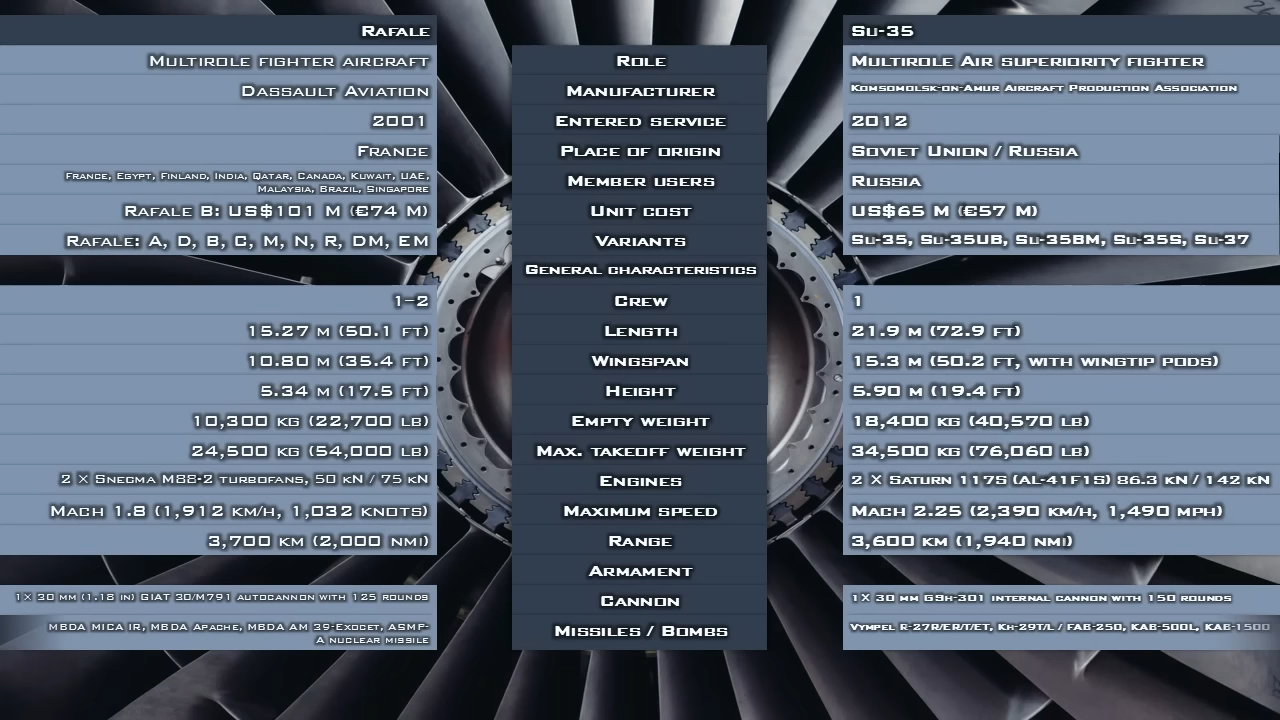 Rafale
Su-35
Multirole fighter aircraft
Role
Multirole Air superiority fighter
Dassault Aviation
Manufacturer
Komsomolsk-on-Amur Aircraft Production Association
2001
Entered service
2012
France
Place of origin
Soviet Union / Russia
France, Egypt, Finland, India, Qatar, Canada, Kuwait, UAE,
Malaysia, Brazil, Singapore
Member users
Russia
Rafale B: US$101 M (€74 M)
Unit cost
US$65 M (€57 M)
Rafale: A, D, B, C, M, N, R, DM, EM
Variants
Su-35, Su-35UB, Su-35BM, Su-35S, Su-37
General characteristics
1-2
Crew
1
15.27 m (50.1 ft)
Length
21.9 m (72.9 ft)
10.80 m (35.4 ft)
Wingspan
15.3 m (50.2 ft, with wingtip pods)
5.34 m (17.5 ft)
Height
5.90 m (19.4 ft)
10,300 kg (22,700 lb)
Empty weight
18,400 kg (40,570 lb)
24,500 kg (54,000 lb)
Max. takeoff weight
34,500 kg (76,060 lb)
2 × Snecma M88-2 turbofans, 50 kN / 75 kN
Engines
2 × Saturn 117S (AL-41F1S) 86.3 kN / 142 kN
Mach 1.8 (1,912 km/h, 1,032 knots)
Maximum speed
Mach 2.25 (2,390 km/h, 1,490 mph)
3,700 km (2,000 nmi)
Range
3,600 km (1,940 nmi)
Armament
1× 30 mm (1.18 in) GIAT 30/M791 autocannon with 125 rounds
Cannon
1× 30 mm GSh-301 internal cannon with 150 rounds
MBDA MICA IR, MBDA Apache, MBDA AM 39-Exocet, ASMP-
A nuclear missile
Missiles / Bombs
Vympel R-27R/ER/T/ET, Kh-29T/L / FAB-250, KAB-500L, KAB-1500